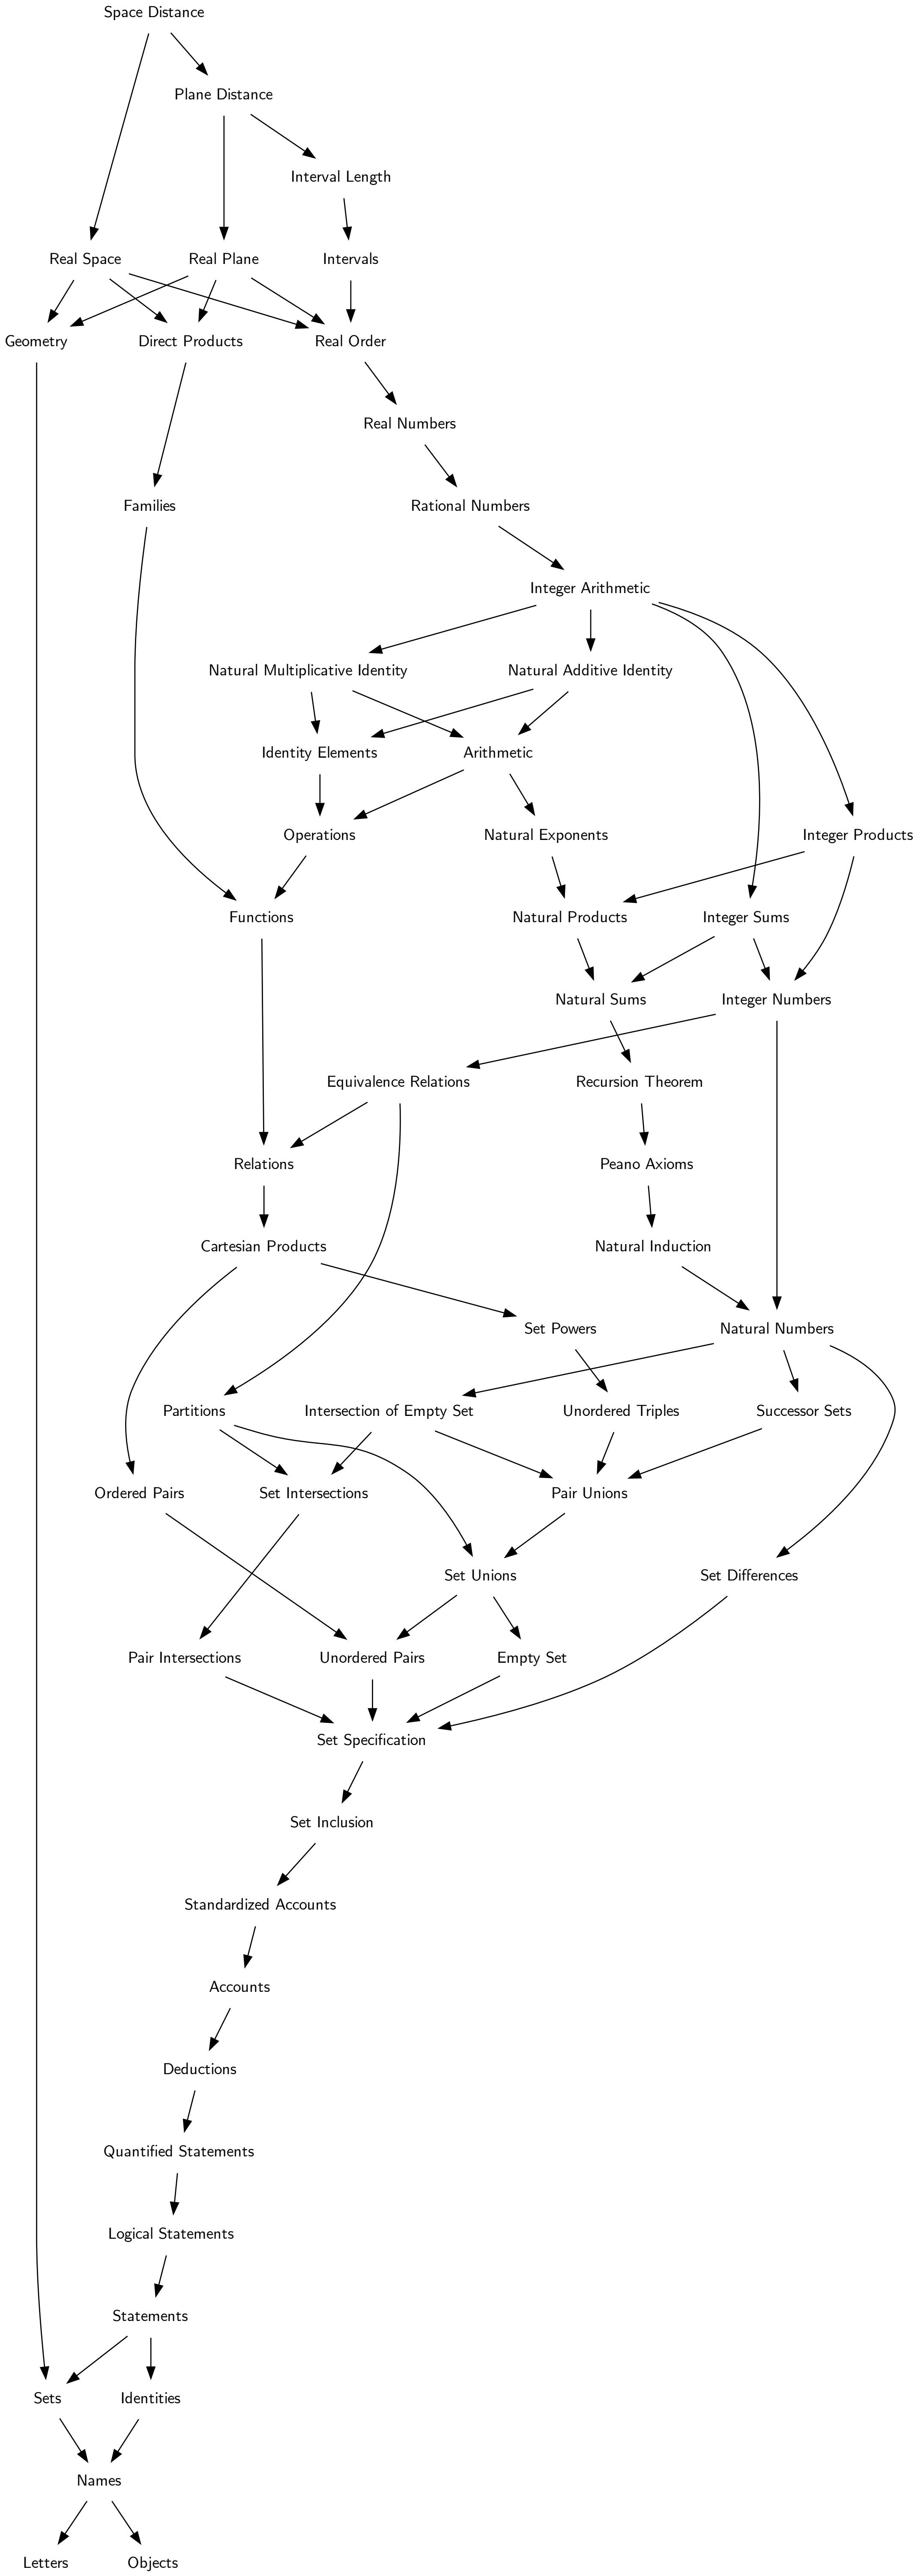 Space Distance
Plane Distance
Interval Length
Real Space
Real Plane
Intervals
Geometry
Direct Products
Real Order
Real Numbers
Families
Rational Numbers
Integer Arithmetic
Natural Multiplicative Identity
Natural Additive Identity
Identity Elements
Arithmetic
Operations
Natural Exponents
Integer Products
Functions
Natural Products
Integer Sums
Natural Sums
Integer Numbers
Equivalence Relations
Recursion Theorem
Relations
Peano Axioms
Cartesian Products
Natural Induction
Set Powers
Natural Numbers
Partitions
Intersection of Empty Set
Unordered Triples
Successor Sets
Ordered Pairs
Set Intersections
Pair Unions
Set Unions
Set Differences
Pair Intersections
Unordered Pairs
Empty Set
Set Specification
Set Inclusion
Standardized Accounts
Accounts
Deductions
Quantified Statements
Logical Statements
Statements
Sets
Identities
Names
Letters
Objects